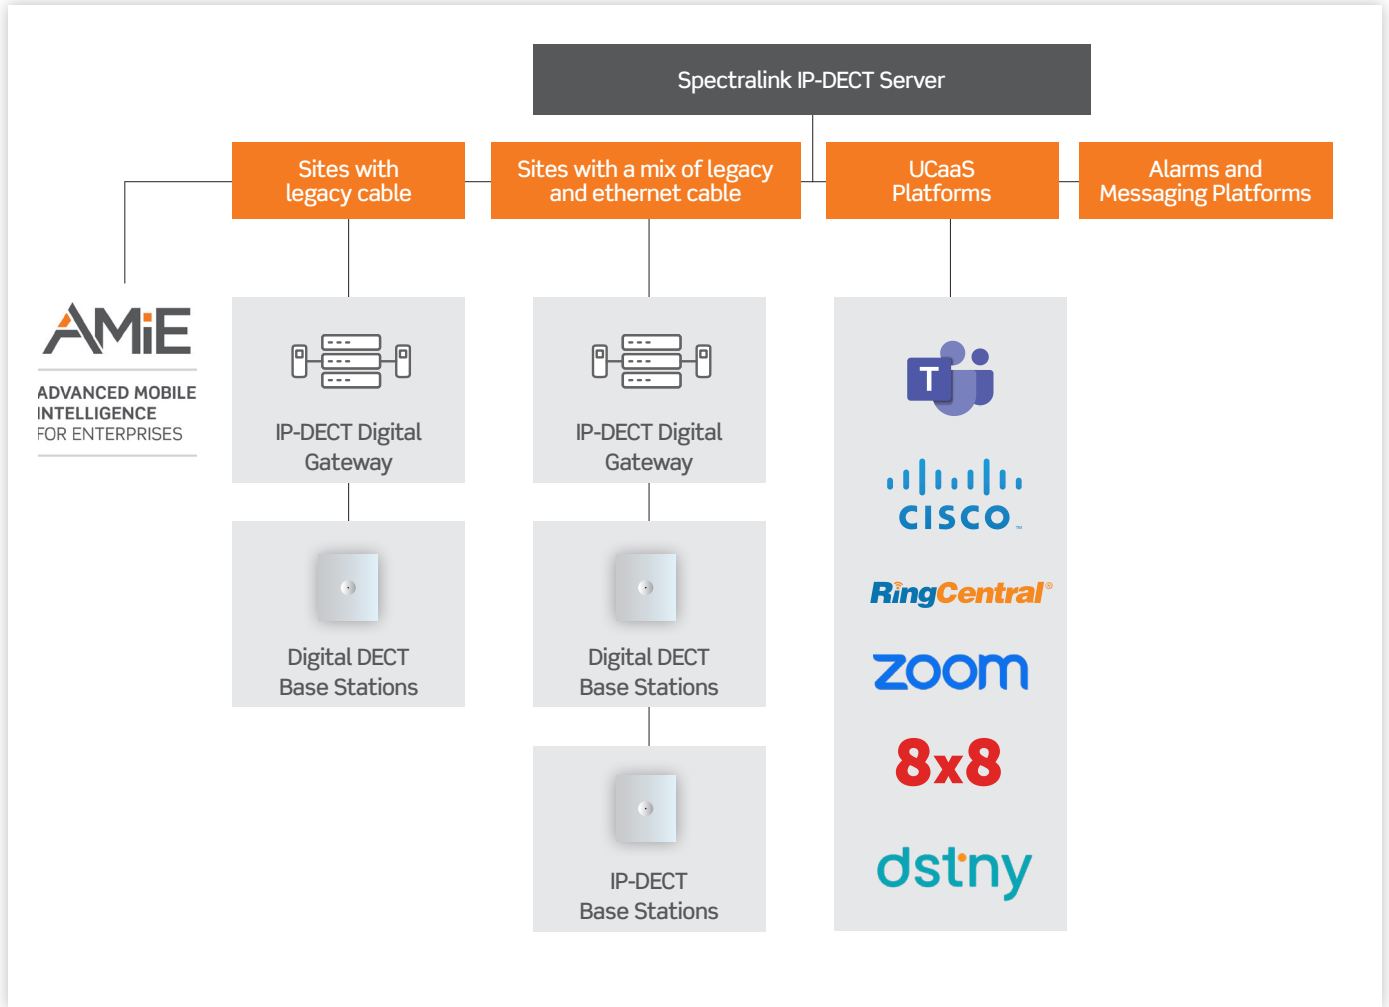 Spectralink IP-DECT Server
Sites with
legacy cable
Sites with a mix of legacy
and ethernet cable
UCaaS
Platforms
Alarms and
Messaging Platforms
AMiE
ADVANCED MOBILE
INTELLIGENCE
FOR ENTERPRISES
IP-DECT Digital
Gateway
Digital DECT
Base Stations
IP-DECT Digital
Gateway
Digital DECT
Base Stations
IP-DECT
Base Stations
T
CISCO™
RingCentral®
zoom
8x8
dstny